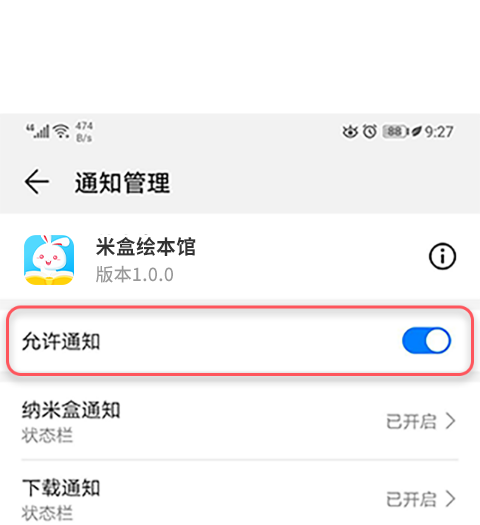 474
B/s
88
9:27
通知管理
米盒绘本馆
版本1.0.0
允许通知
纳米盒通知
状态栏
已开启
下载通知
状态栏
已开启